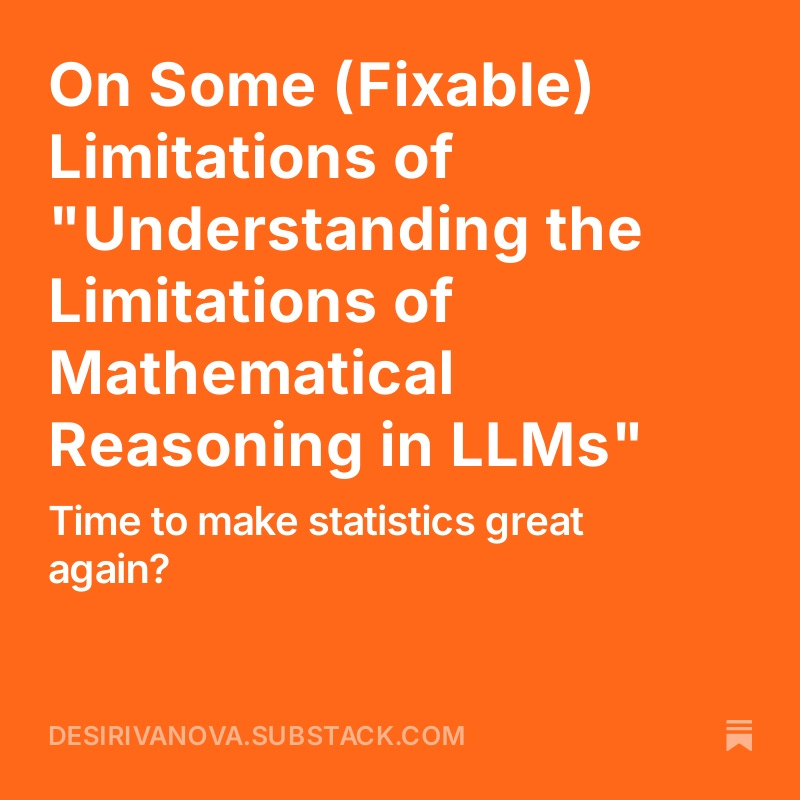 On Some (Fixable)
Limitations of
"Understanding the
Limitations of
Mathematical
Reasoning in LLMs"
Time to make statistics great
again?
DESIRIVANOVA.SUBSTACK.COM